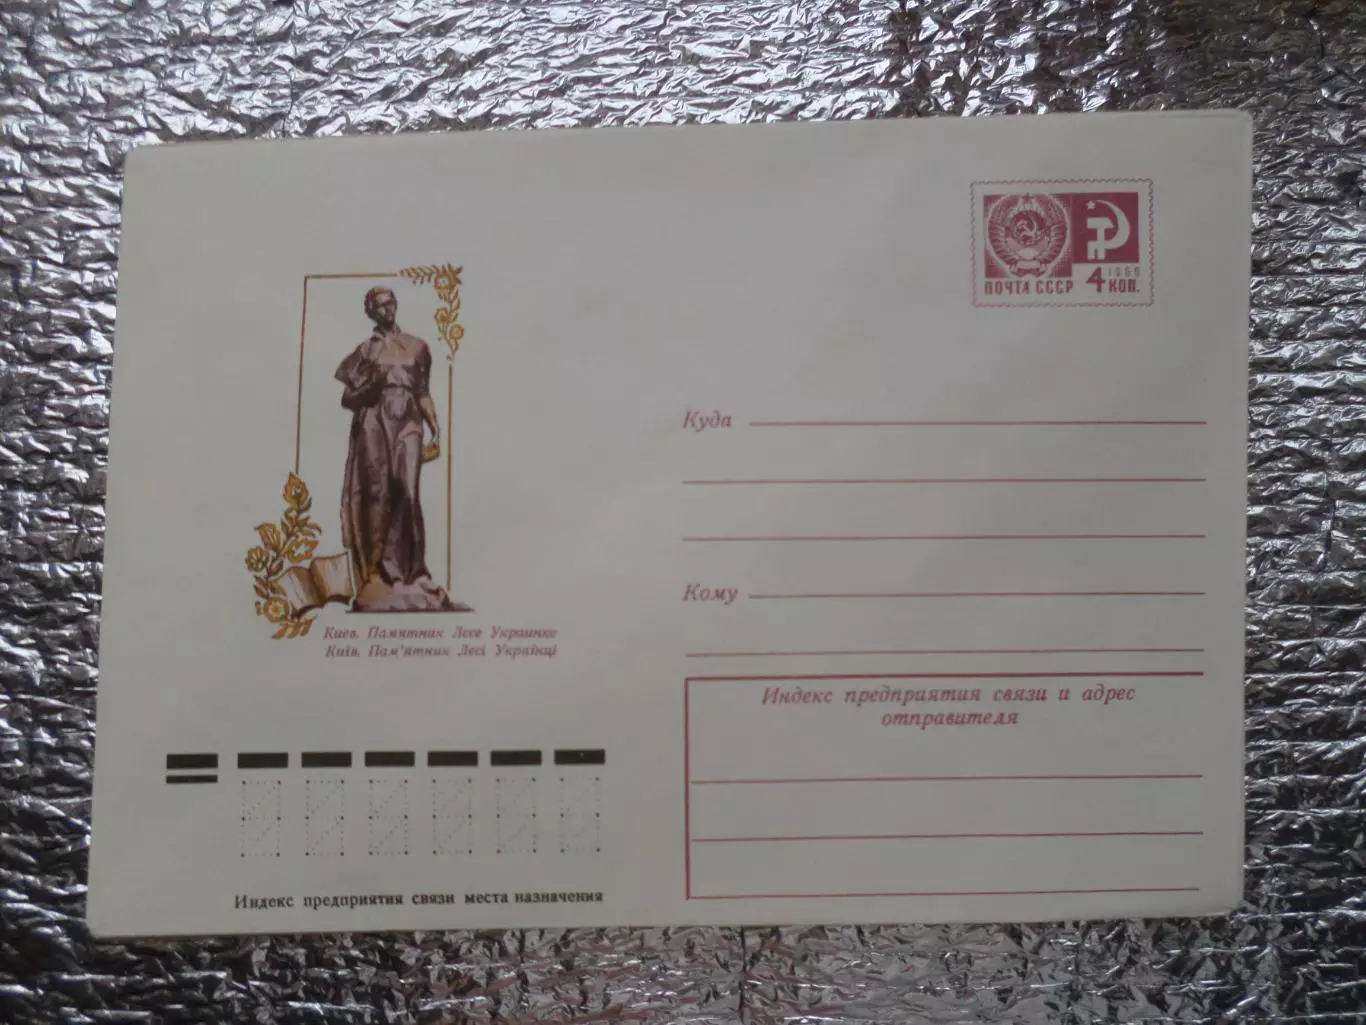 1966
ПОЧТА СССР 4 КОП.
Куда
Кому
Киев. Памятник Лесе Украинке
Київ. Пам'ятник Лесі Українці
Индекс предприятия связи и адрес
отправителя
Индекс предприятия связи места назначения